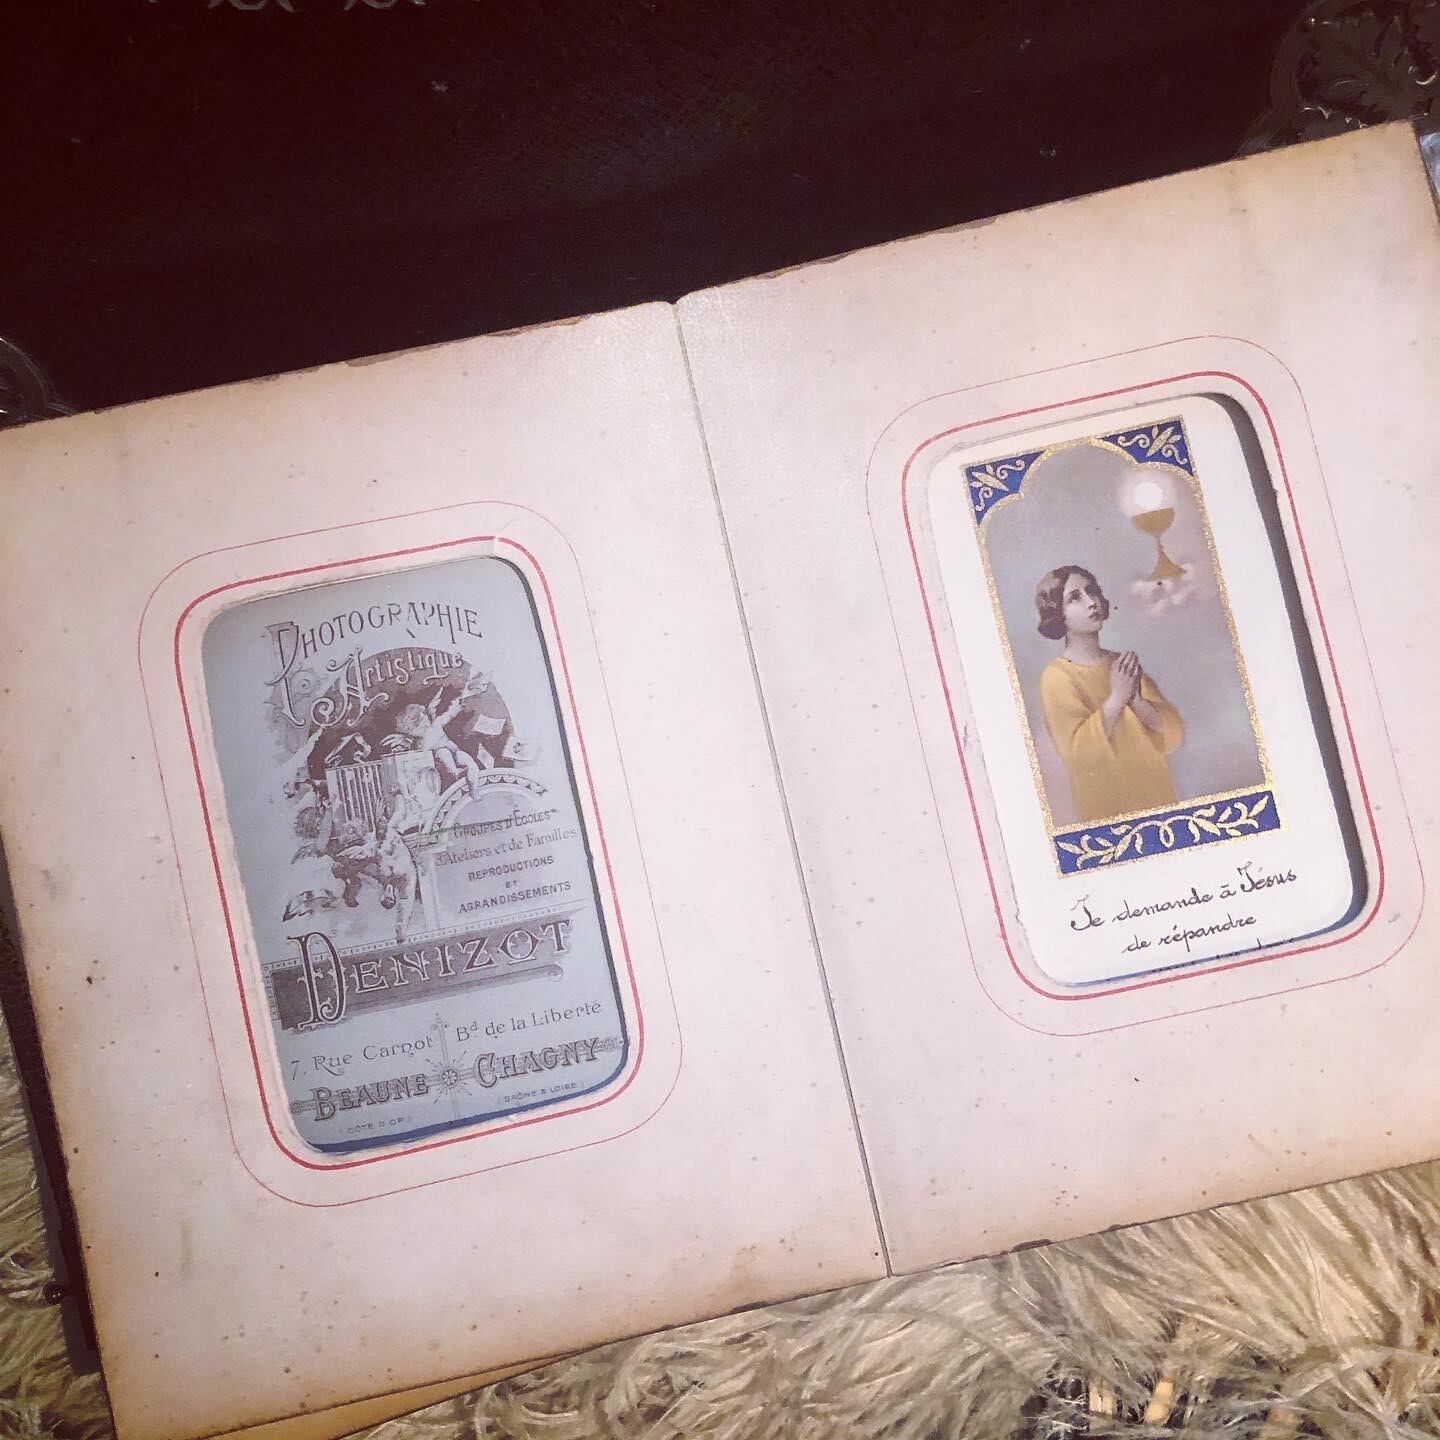 PHOTOGRAPHIE
Artistique
GROUPES D'ÉCOLES
Ateliers et de Familles
REPRODUCTIONS
ET
AGRANDISSEMENTS
DENIZOT
7, Rue Carnot
Bd de la Liberté
BEAUNE
CHAGNY
(CÔTE D'OR)
(SAÔNE & LOIRE)
Je demande à Jésus
de répandre